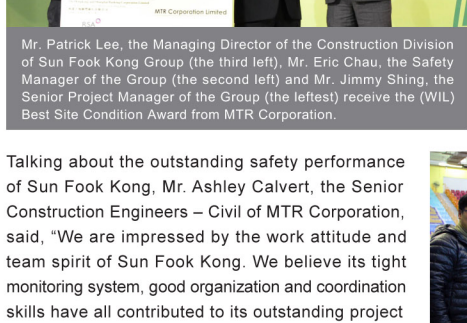 MTR Corporation Limited
Mr. Patrick Lee, the Managing Director of the Construction Division
of Sun Fook Kong Group (the third left), Mr. Eric Chau, the Safety
Manager of the Group (the second left) and Mr. Jimmy Shing, the
Senior Project Manager of the Group (the leftest) receive the (WIL)
Best Site Condition Award from MTR Corporation.
Talking about the outstanding safety performance
of Sun Fook Kong, Mr. Ashley Calvert, the Senior
Construction Engineers – Civil of MTR Corporation,
said, “We are impressed by the work attitude and
team spirit of Sun Fook Kong. We believe its tight
monitoring system, good organization and coordination
skills have all contributed to its outstanding project